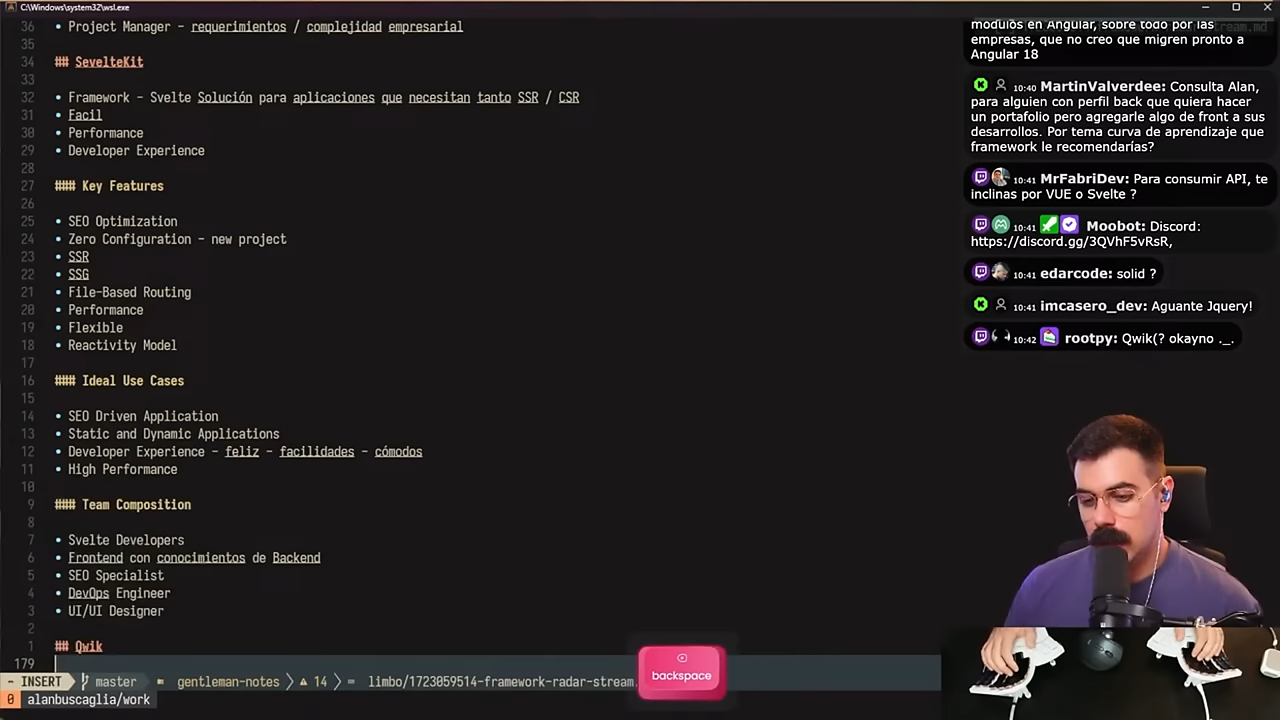 C:\Windows\system32\wsl.exe
36 • Project Manager - requerimientos / complejidad empresarial
35
34 ## SevelteKit
33
32 • Framework - Svelte Solución para aplicaciones que necesitan tanto SSR / CSR
31 • Facil
30 • Performance
29 • Developer Experience
28
27 ### Key Features
26
25 • SEO Optimization
24 • Zero Configuration - new project
23 • SSR
22 • SSG
21 • File-Based Routing
20 • Performance
19 • Flexible
18 • Reactivity Model
17
16 ### Ideal Use Cases
15
14 • SEO Driven Application
13 • Static and Dynamic Applications
12 • Developer Experience - feliz - facilidades - cómodos
11 • High Performance
10
9 ### Team Composition
8
7 • Svelte Developers
6 • Frontend con conocimientos de Backend
5 • SEO Specialist
4 • DevOps Engineer
3 • UI/UI Designer
2
1 ## Qwik
179
- INSERT master gentleman-notes 14 limbo/1723059514-framework-radar-stream.
0 alanbuscaglia/work
backspace
módulos en Angular, sobre todo por las
empresas, que no creo que migren pronto a
Angular 18
10:40 MartinValverdee: Consulta Alan,
para alguien con perfil back que quiera hacer
un portafolio pero agregarle algo de front a sus
desarrollos. Por tema curva de aprendizaje que
framework le recomendarías?
10:41 MrFabriDev: Para consumir API, te
inclinas por VUE o Svelte ?
10:41 Moobot: Discord:
https://discord.gg/3QVhF5vRsR,
10:41 edarcode: solid ?
10:41 imcasero_dev: Aguante Jquery!
10:42 rootpy: Qwik(? okayno ._.